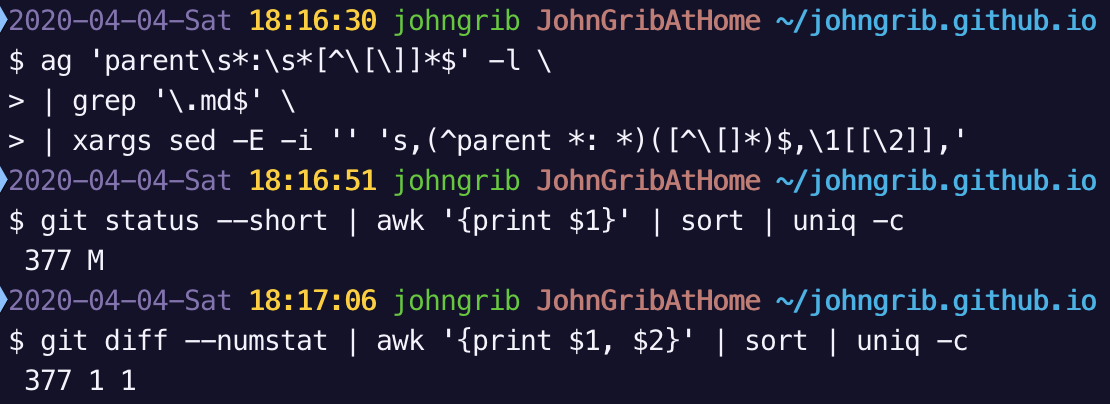 2020-04-04-Sat 18:16:30 johngrib JohnGribAtHome ~/johngrib.github.io
$ ag 'parent\s*:\s*[^\[\]]*$' -l \
> | grep '\.md$' \
> | xargs sed -E -i '' 's,(^parent *: *)([^\[]*)$,\1[[\2]],'
2020-04-04-Sat 18:16:51 johngrib JohnGribAtHome ~/johngrib.github.io
$ git status --short | awk '{print $1}' | sort | uniq -c
 377 M
2020-04-04-Sat 18:17:06 johngrib JohnGribAtHome ~/johngrib.github.io
$ git diff --numstat | awk '{print $1, $2}' | sort | uniq -c
 377 1 1